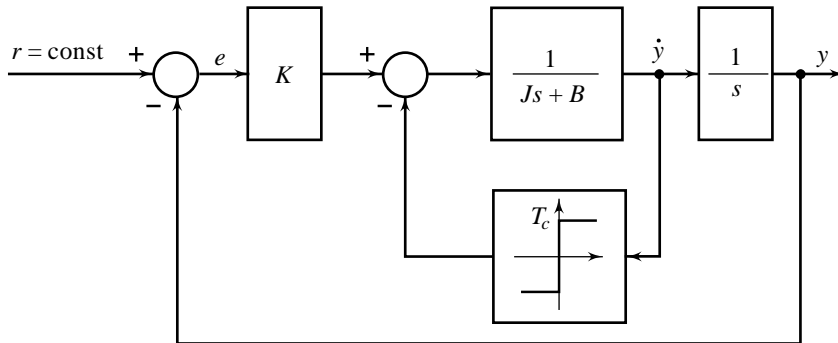 r = const
+
−
e
K
+
−
1
Js + B
ẏ
1
s
y
T_c